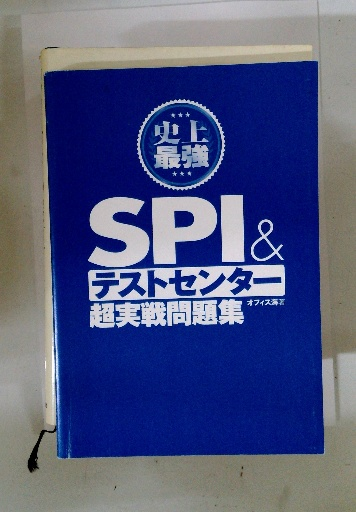 史上
最強
SPI&
テストセンター
超実戦問題集
オフィス海 著